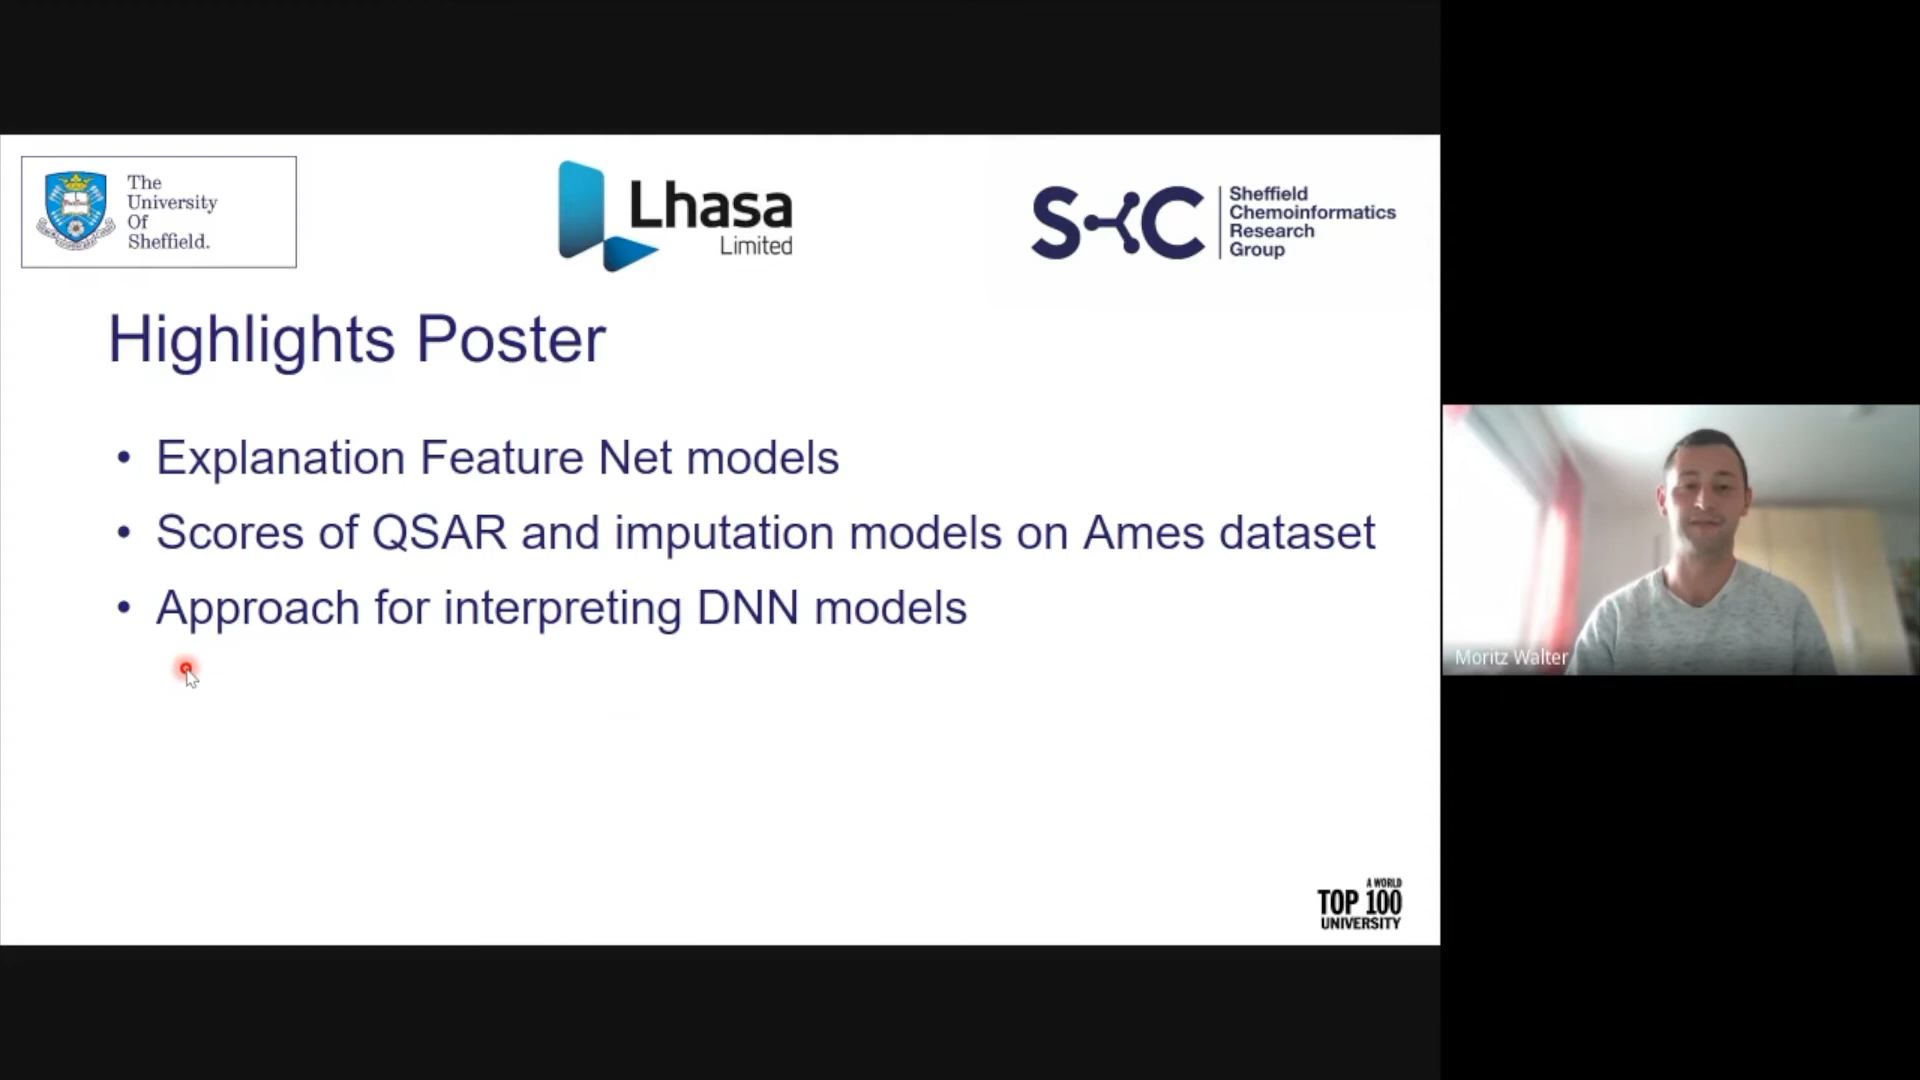 The
University
Of
Sheffield.
Lhasa
Limited
SCRG
Sheffield
Chemoinformatics
Research
Group
Highlights Poster
• Explanation Feature Net models
• Scores of QSAR and imputation models on Ames dataset
• Approach for interpreting DNN models
A WORLD
TOP 100
UNIVERSITY
Moritz Walter